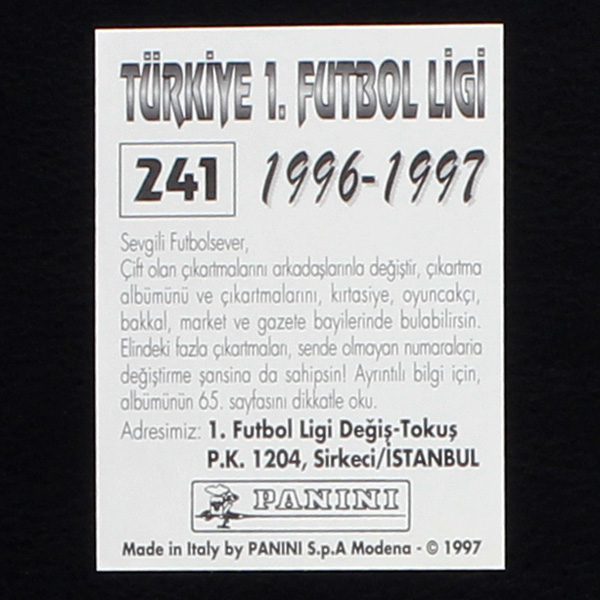 TÜRKİYE 1. FUTBOL LİGİ
241 1996-1997
Sevgili Futbolsever,
Çift olan çıkartmalarını arkadaşlarınla değiştir, çıkartma
albümünü ve çıkartmalarını, kırtasiye, oyuncakçı,
bakkal, market ve gazete bayilerinde bulabilirsin.
Elindeki fazla çıkartmaları, sende olmayan numaralarla
değiştirme şansına da sahipsin! Ayrıntılı bilgi için,
albümünün 65. sayfasını dikkatle oku.
Adresimiz: 1. Futbol Ligi Değiş-Tokuş
P.K. 1204, Sirkeci/İSTANBUL
PANINI
Made in Italy by PANINI S.p.A Modena - © 1997